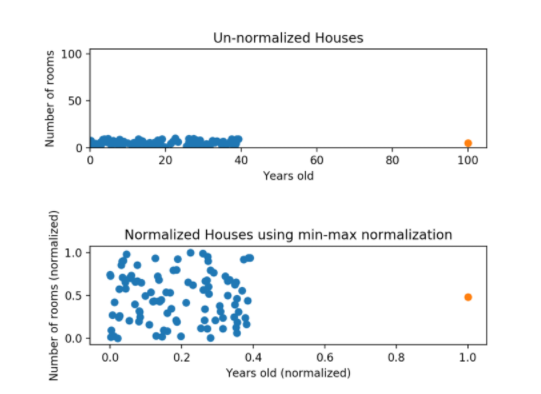 Un-normalized Houses
Number of rooms
100
50
0
0 20 40 60 80 100
Years old
Normalized Houses using min-max normalization
Number of rooms (normalized)
1.0
0.5
0.0
0.0 0.2 0.4 0.6 0.8 1.0
Years old (normalized)